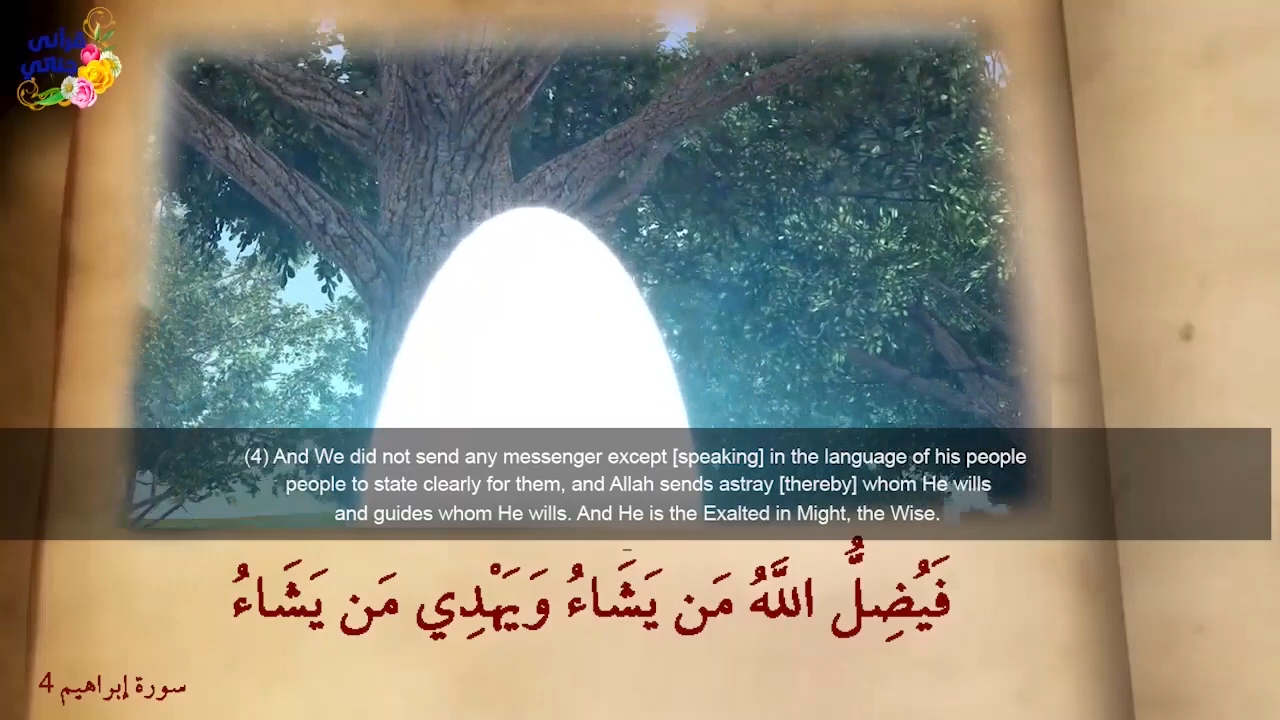 قرآني
حياتي
(4) And We did not send any messenger except [speaking] in the language of his people
people to state clearly for them, and Allah sends astray [thereby] whom He wills
and guides whom He wills. And He is the Exalted in Might, the Wise.
فَيُضِلُّ اللَّهُ مَن يَشَاءُ وَيَهْدِي مَن يَشَاءُ
سورة إبراهيم 4